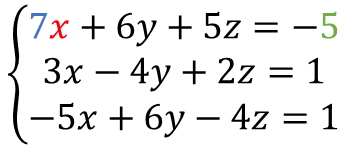 7x + 6y + 5z = −5
3x − 4y + 2z = 1
−5x + 6y − 4z = 1